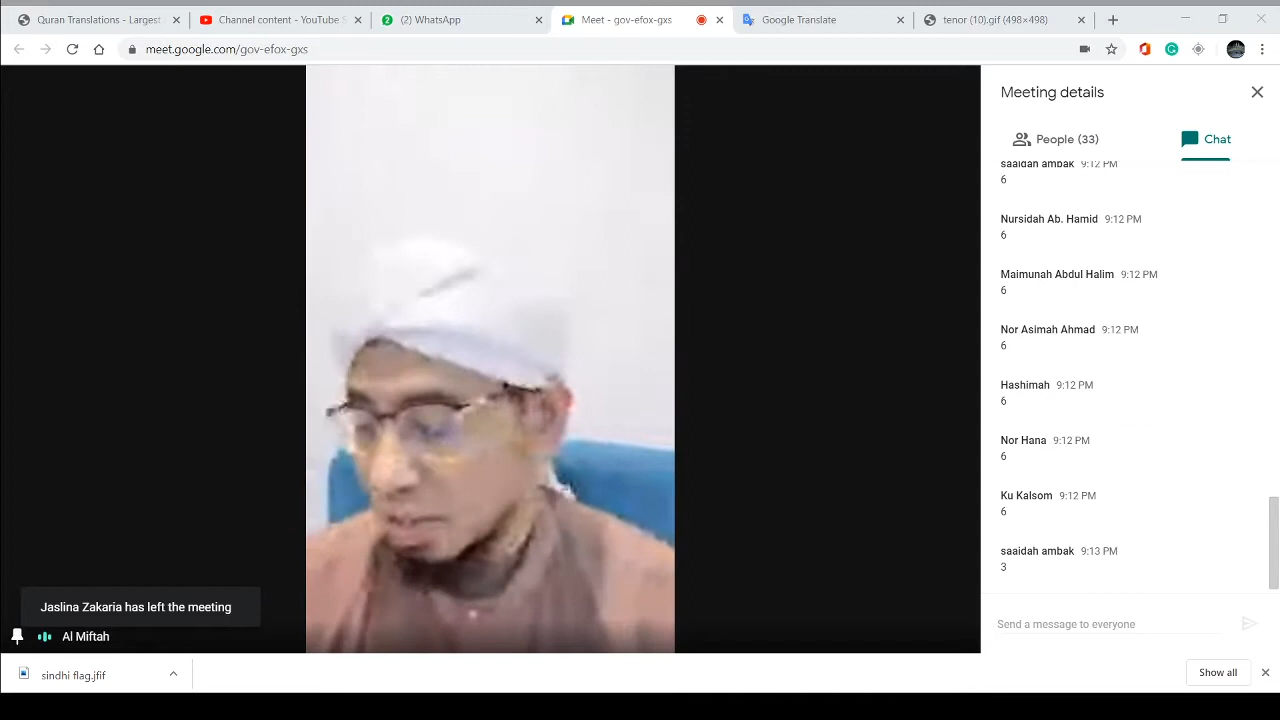 Quran Translations - Largest
Channel content - YouTube S
(2) WhatsApp
Meet - gov-efox-gxs
Google Translate
tenor (10).gif (498×498)
meet.google.com/gov-efox-gxs
Meeting details
People (33)
Chat
saaidah ambak 9:12 PM
6
Nursidah Ab. Hamid 9:12 PM
6
Maimunah Abdul Halim 9:12 PM
6
Nor Asimah Ahmad 9:12 PM
6
Hashimah 9:12 PM
6
Nor Hana 9:12 PM
6
Ku Kalsom 9:12 PM
6
saaidah ambak 9:13 PM
3
Jaslina Zakaria has left the meeting
Al Miftah
Send a message to everyone
sindhi flag.jfif
Show all